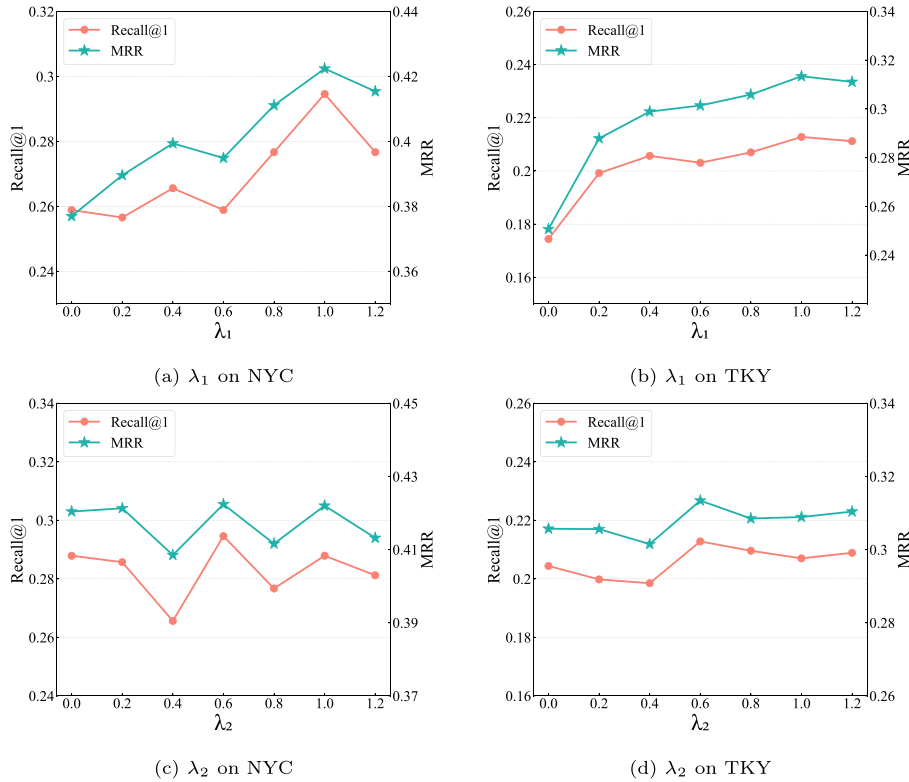 0.32
0.3
0.28
0.26
0.24
Recall@1
Recall@1
MRR
0.44
0.42
0.4
0.38
0.36
MRR
0.0 0.2 0.4 0.6 0.8 1.0 1.2
λ1
(a) λ1 on NYC
0.26
0.24
0.22
0.2
0.18
0.16
Recall@1
Recall@1
MRR
0.34
0.32
0.3
0.28
0.26
0.24
MRR
0.0 0.2 0.4 0.6 0.8 1.0 1.2
λ1
(b) λ1 on TKY
0.34
0.32
0.3
0.28
0.26
0.24
Recall@1
Recall@1
MRR
0.45
0.43
0.41
0.39
0.37
MRR
0.0 0.2 0.4 0.6 0.8 1.0 1.2
λ2
(c) λ2 on NYC
0.26
0.24
0.22
0.2
0.18
0.16
Recall@1
Recall@1
MRR
0.34
0.32
0.3
0.28
0.26
MRR
0.0 0.2 0.4 0.6 0.8 1.0 1.2
λ2
(d) λ2 on TKY